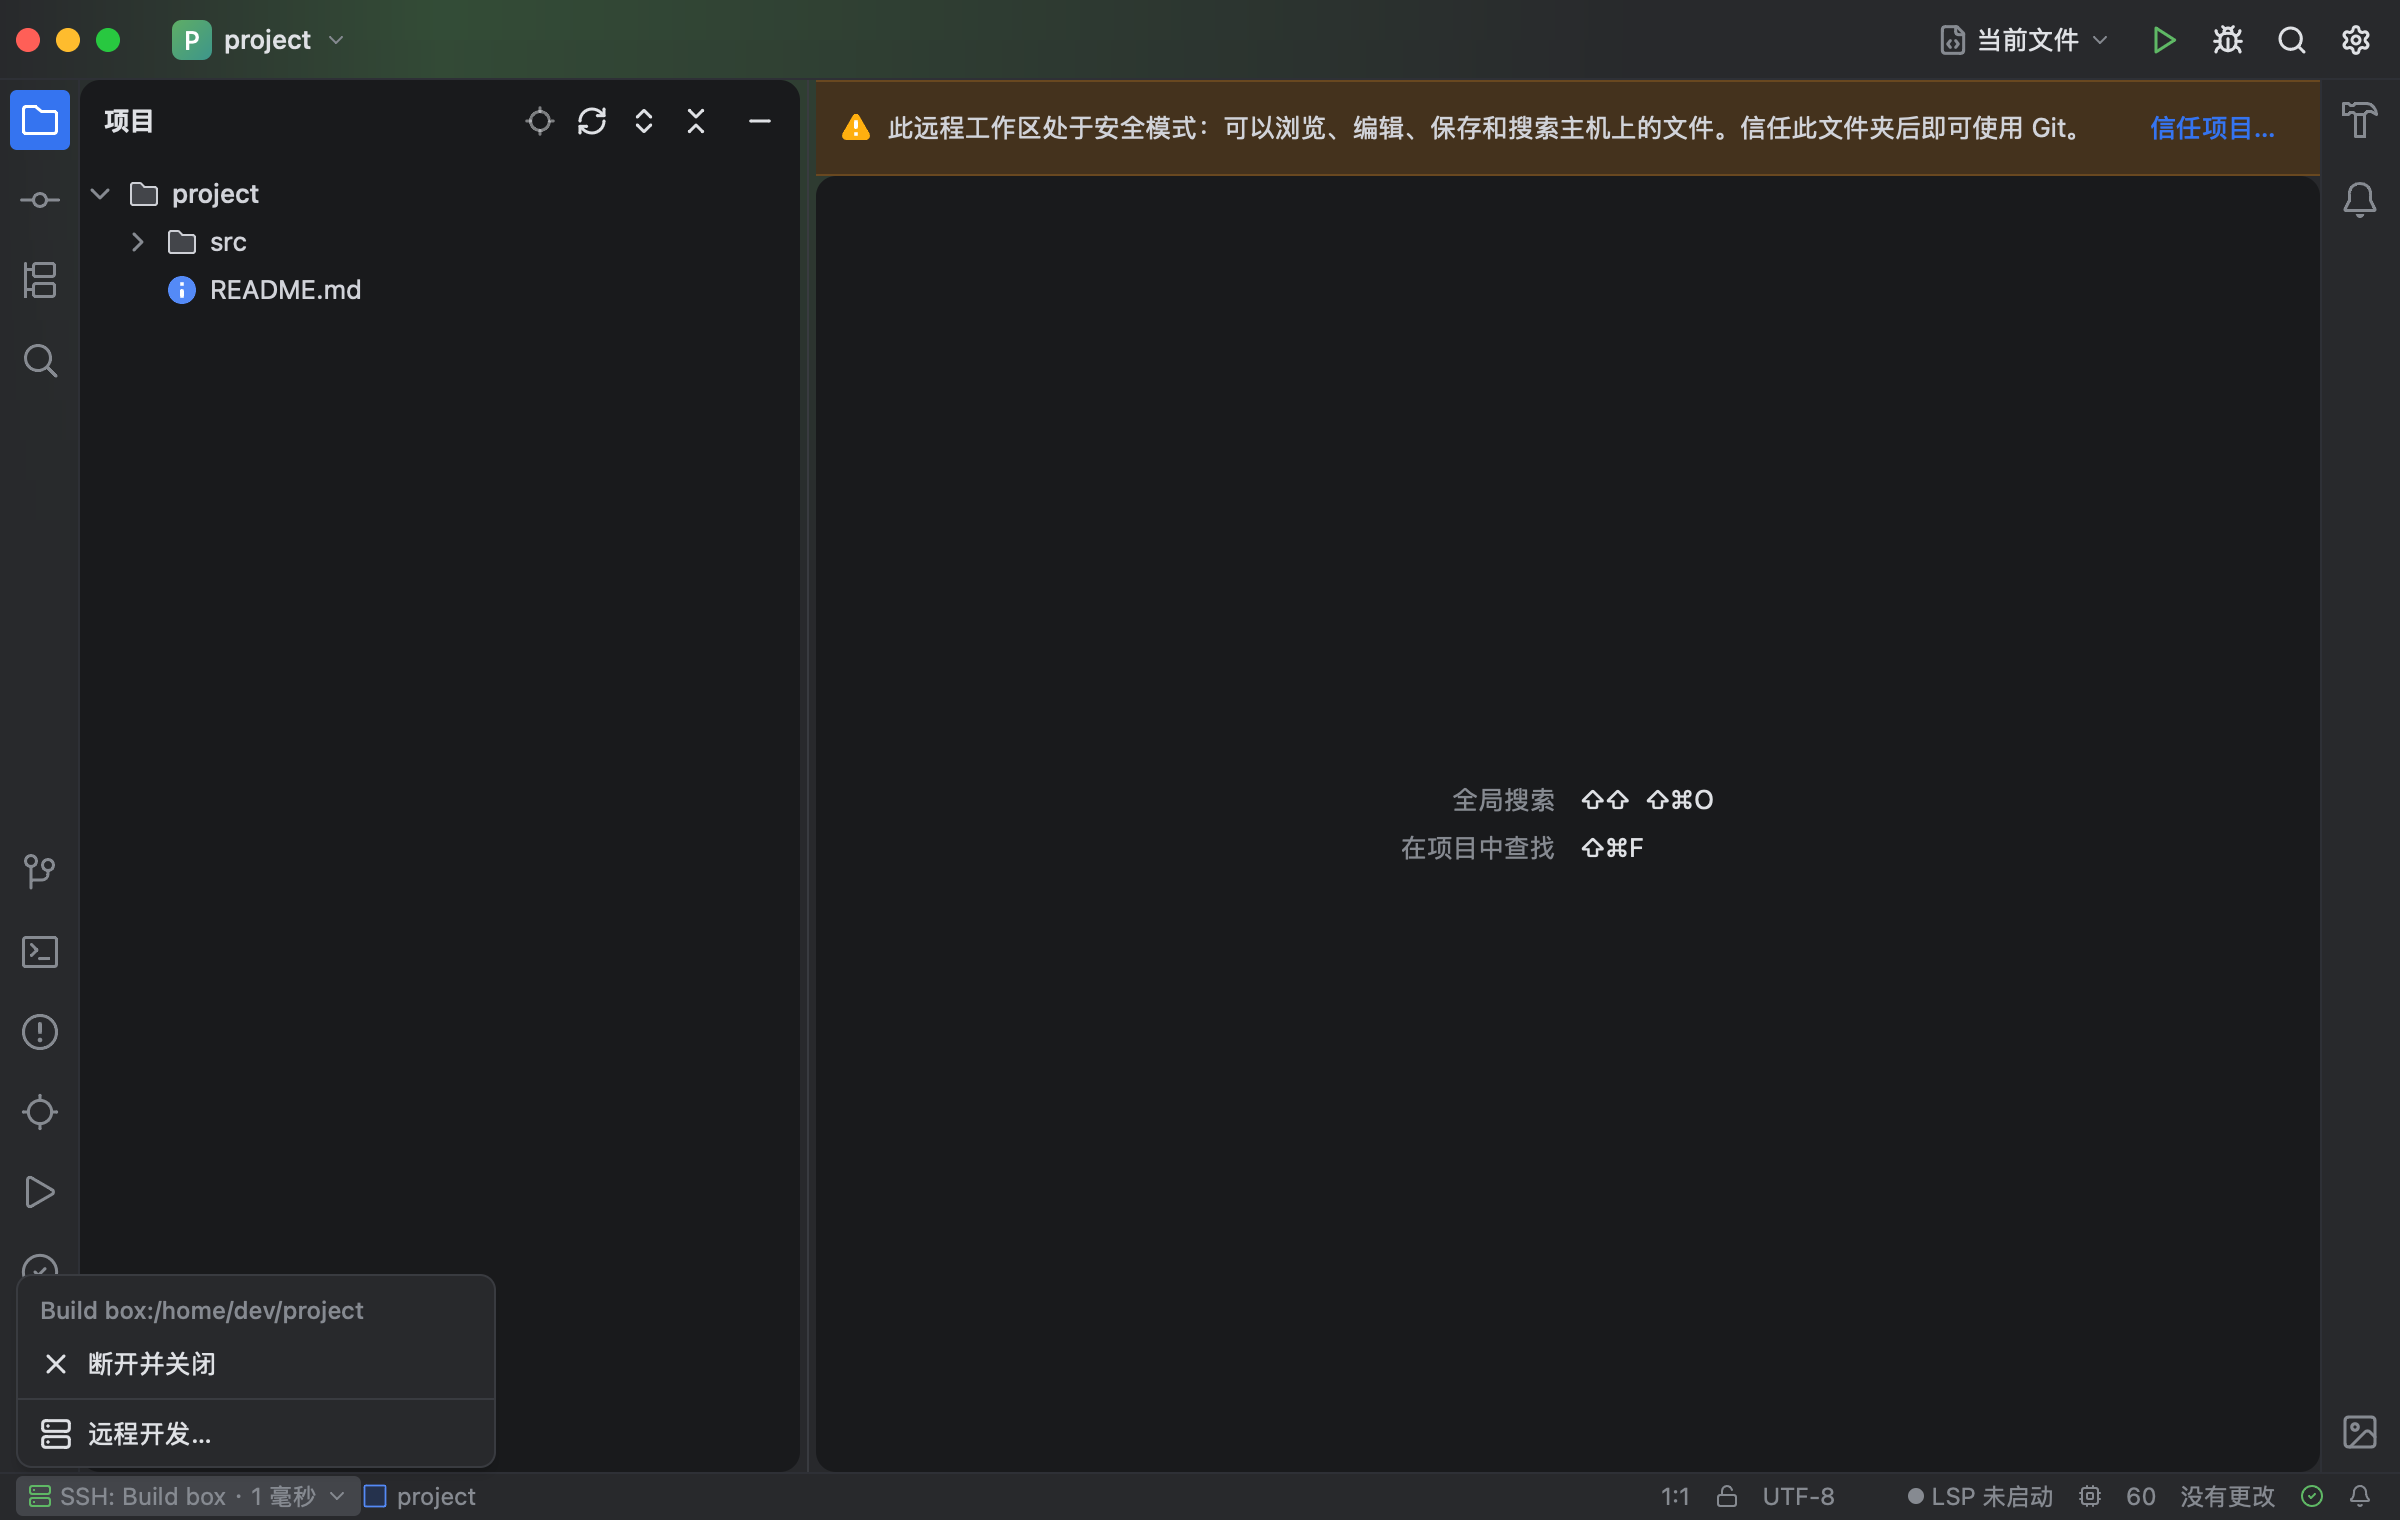 P project
当前文件
项目
此远程工作区处于安全模式：可以浏览、编辑、保存和搜索主机上的文件。信任此文件夹后即可使用 Git。
信任项目...
project
src
README.md
全局搜索 ⇧⇧ ⇧⌘O
在项目中查找 ⇧⌘F
Build box:/home/dev/project
断开并关闭
远程开发...
SSH: Build box · 1 毫秒
project
1:1
UTF-8
LSP 未启动
60
没有更改